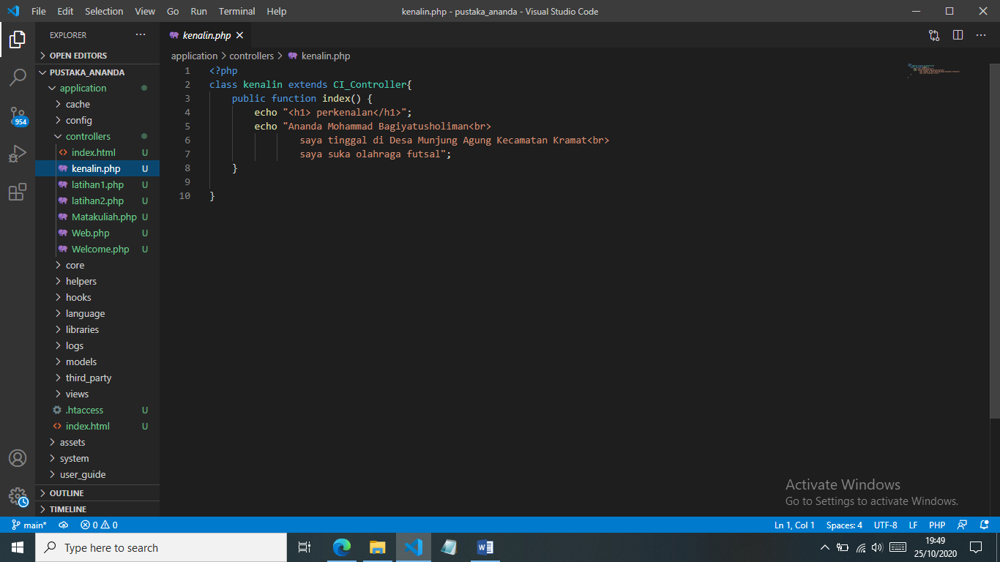 File Edit Selection View Go Run Terminal Help
kenalin.php - pustaka_ananda - Visual Studio Code
EXPLORER
OPEN EDITORS
PUSTAKA_ANANDA
application
cache
config
controllers
index.html U
kenalin.php U
latihan1.php U
latihan2.php U
Matakuliah.php U
Web.php U
Welcome.php U
core
helpers
hooks
language
libraries
logs
models
third_party
views
.htaccess U
index.html U
assets
system
user_guide
OUTLINE
TIMELINE
954
kenalin.php
application > controllers > kenalin.php
1 <?php
2 class kenalin extends CI_Controller{
3 public function index() {
4 echo "<h1> perkenalan</h1>";
5 echo "Ananda Mohammad Bagiyatusholiman<br>
6 saya tinggal di Desa Munjung Agung Kecamatan Kramat<br>
7 saya suka olahraga futsal";
8 }
9
10 }
Activate Windows
Go to Settings to activate Windows.
main* 0 0 Ln 1, Col 1 Spaces: 4 UTF-8 LF PHP
Type here to search
19:49
25/10/2020